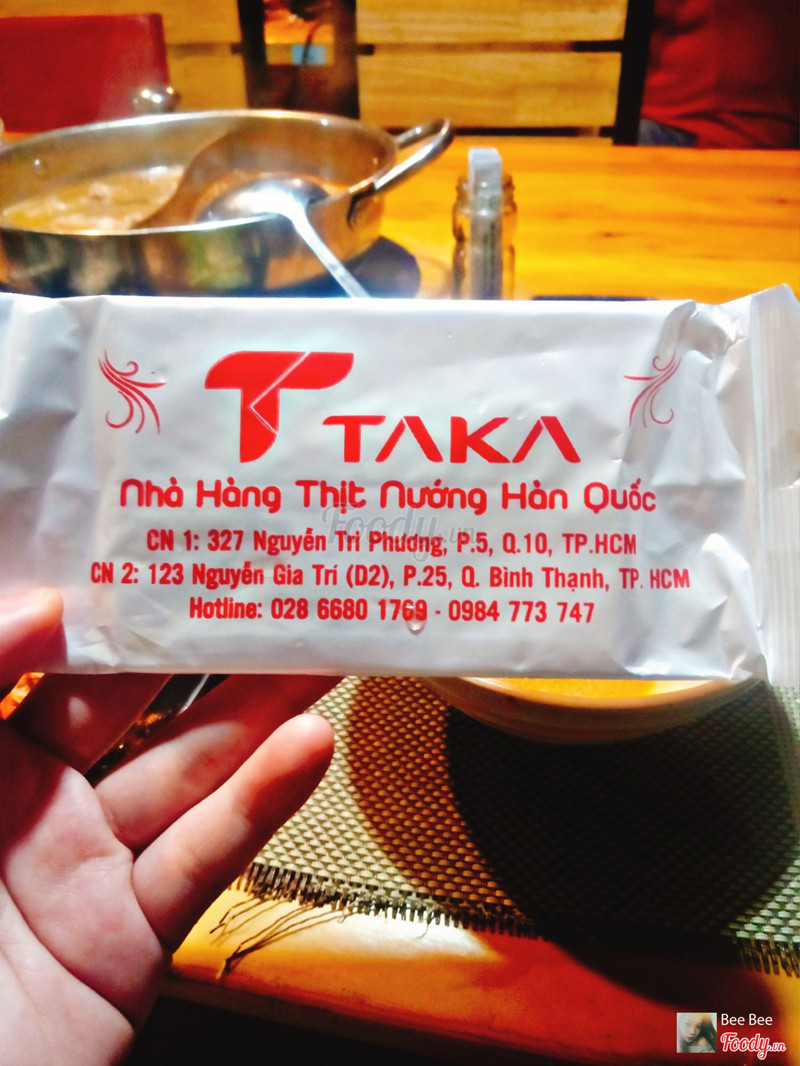 TAKA
Nhà Hàng Thịt Nướng Hàn Quốc
CN 1: 327 Nguyễn Tri Phương, P.5, Q.10, TP.HCM
CN 2: 123 Nguyễn Gia Trí (D2), P.25, Q. Bình Thạnh, TP. HCM
Hotline: 028 6680 1769 - 0984 773 747
Foody.vn
Bee Bee
Foody.vn